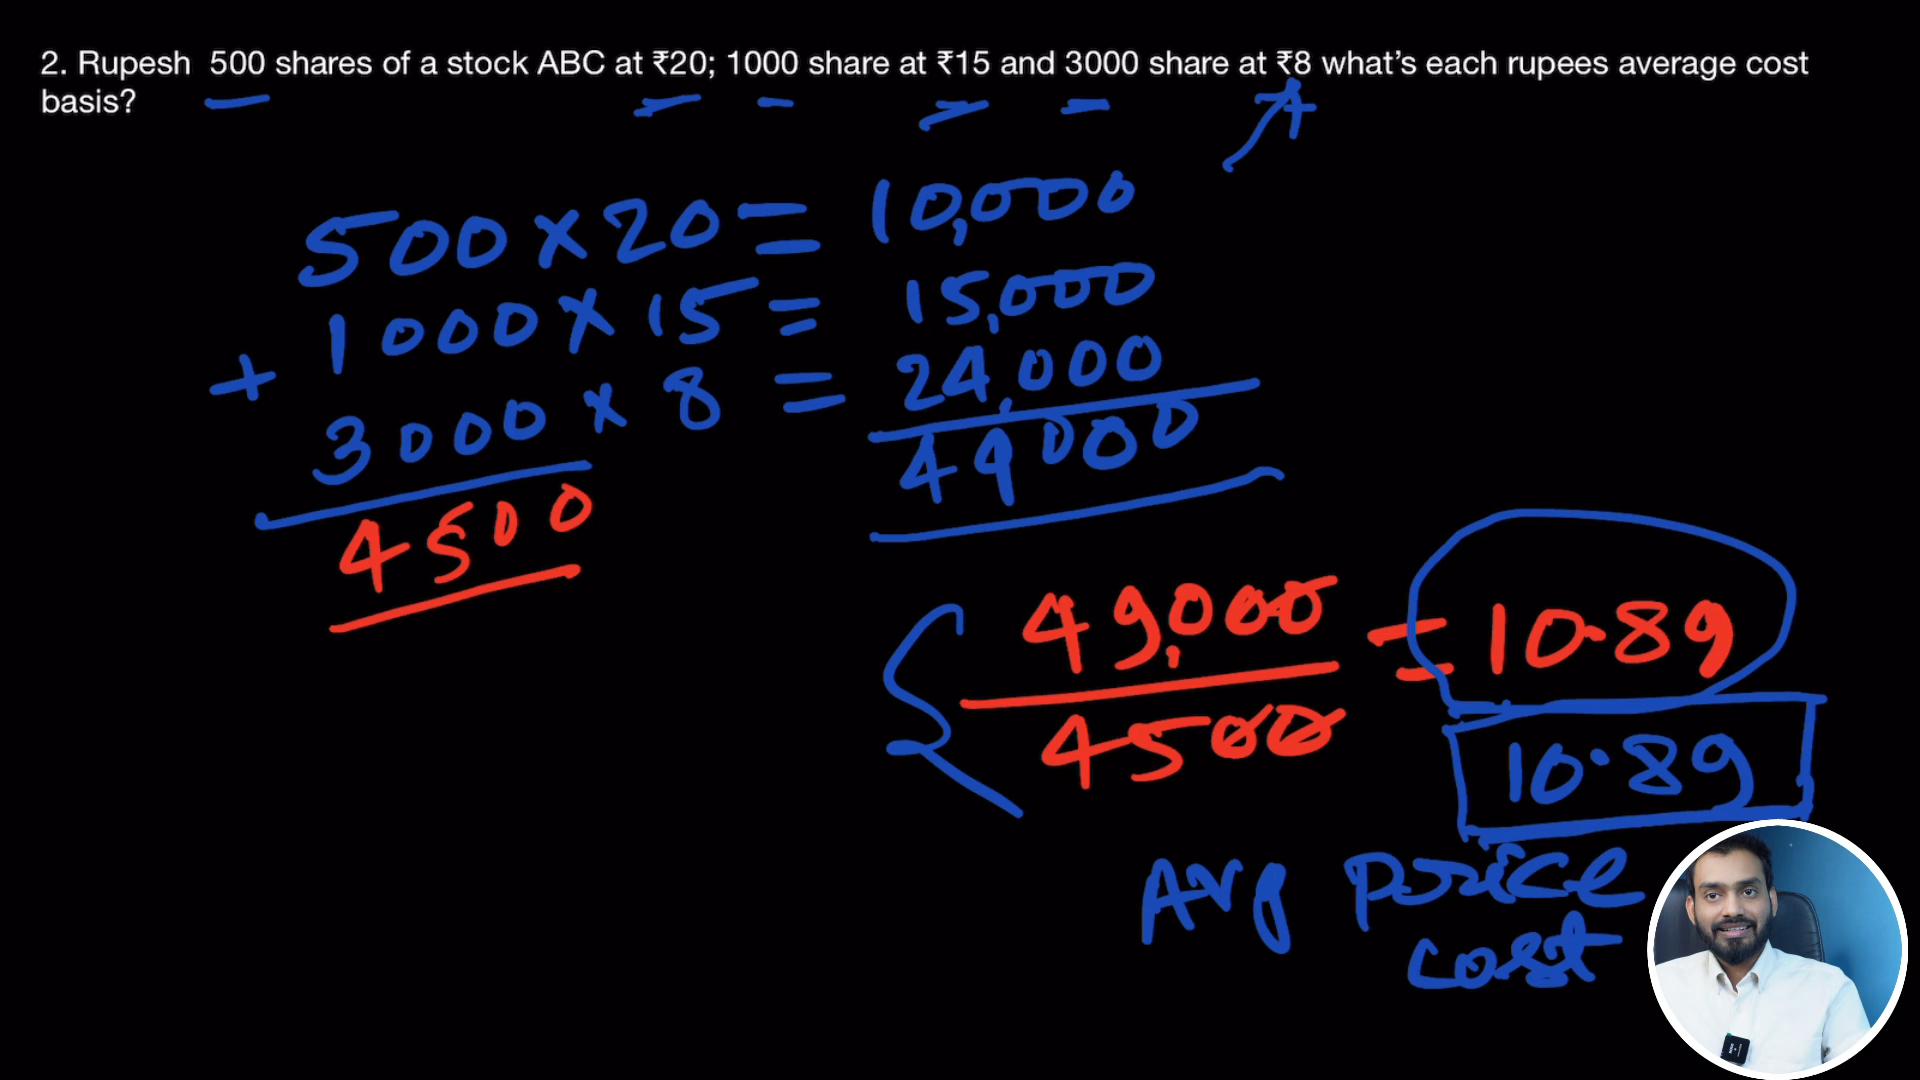 2. Rupesh  500 shares of a stock ABC at ₹20; 1000 share at ₹15 and 3000 share at ₹8 what's each rupees average cost
basis?
500 × 20 = 10,000
1000 × 15 = 15,000
+ 3000 × 8 = 24,000
4500
49000
49,000
4500
= 10.89
10.89
Avg price
cost